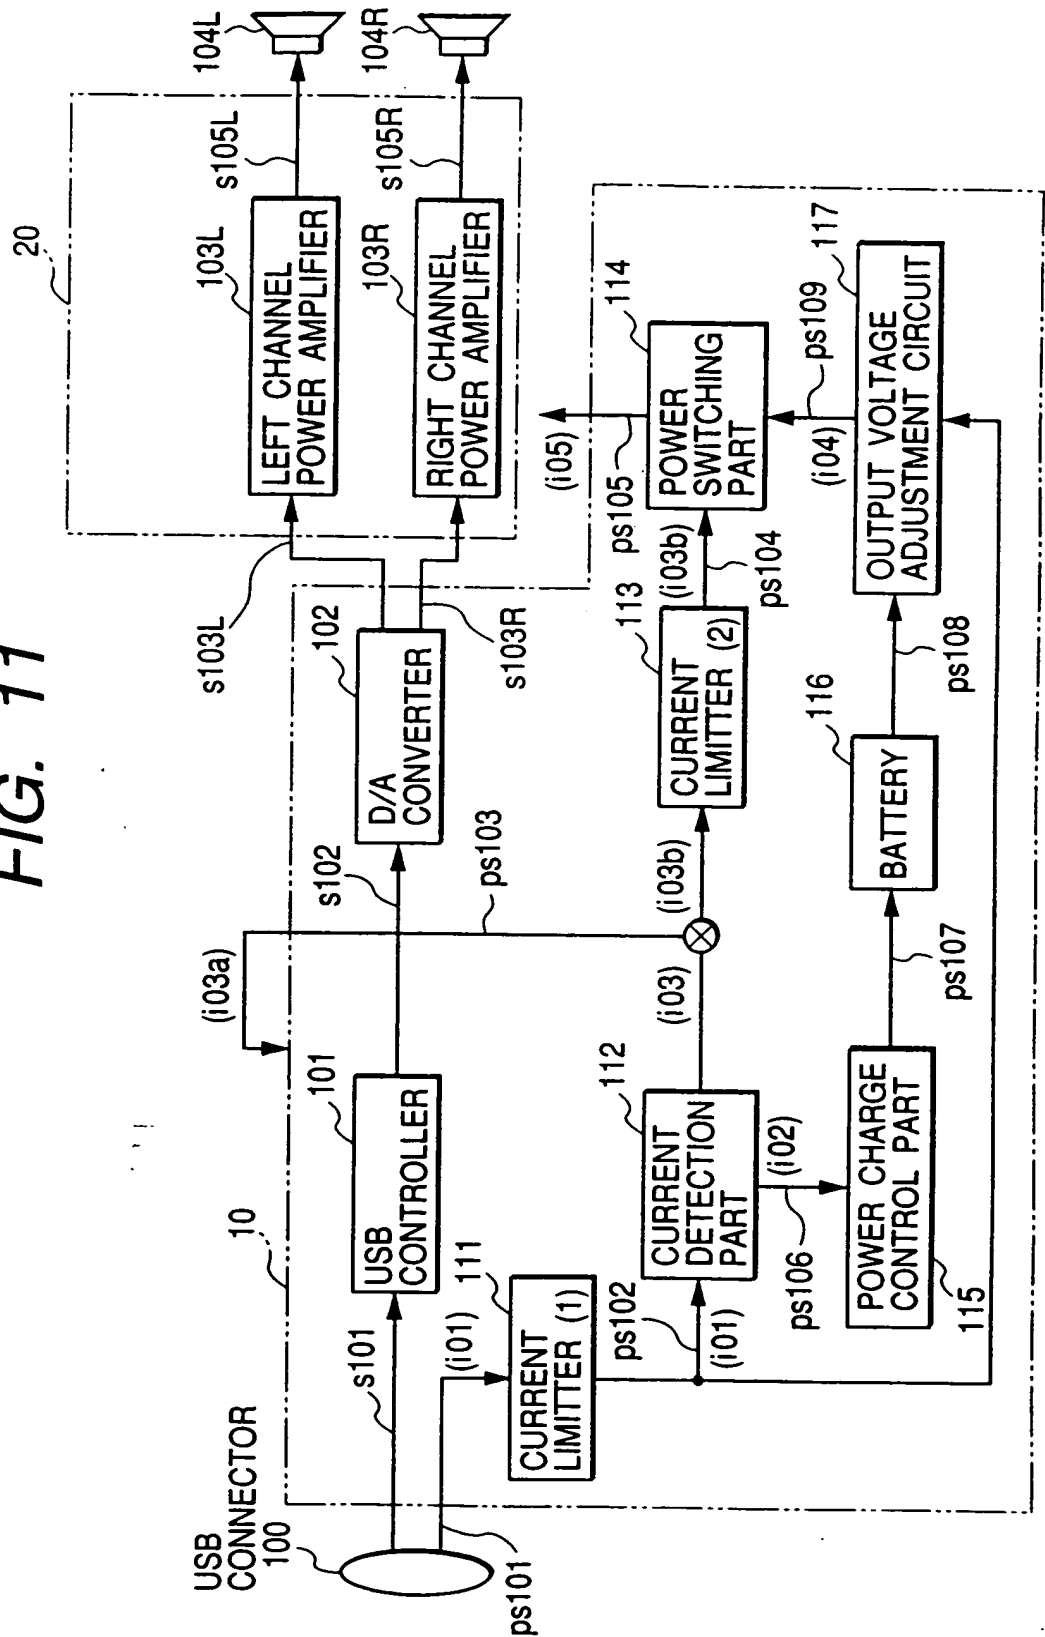 FIG. 11
USB
CONNECTOR
100
s101
ps101
10
101
USB
CONTROLLER
(i03a)
s102
ps103
102
D/A
CONVERTER
s103L
s103R
20
103L
LEFT CHANNEL
POWER AMPLIFIER
s105L
104L
103R
RIGHT CHANNEL
POWER AMPLIFIER
s105R
104R
(i01)
111
CURRENT
LIMITTER (1)
ps102
(i01)
112
CURRENT
DETECTION
PART
(i03)
(i03b)
113
CURRENT
LIMITTER (2)
(i03b)
ps104
114
POWER
SWITCHING
PART
(i05)
ps105
ps106
(i02)
POWER CHARGE
CONTROL PART
115
ps107
116
BATTERY
ps108
117
OUTPUT VOLTAGE
ADJUSTMENT CIRCUIT
(i04)
ps109